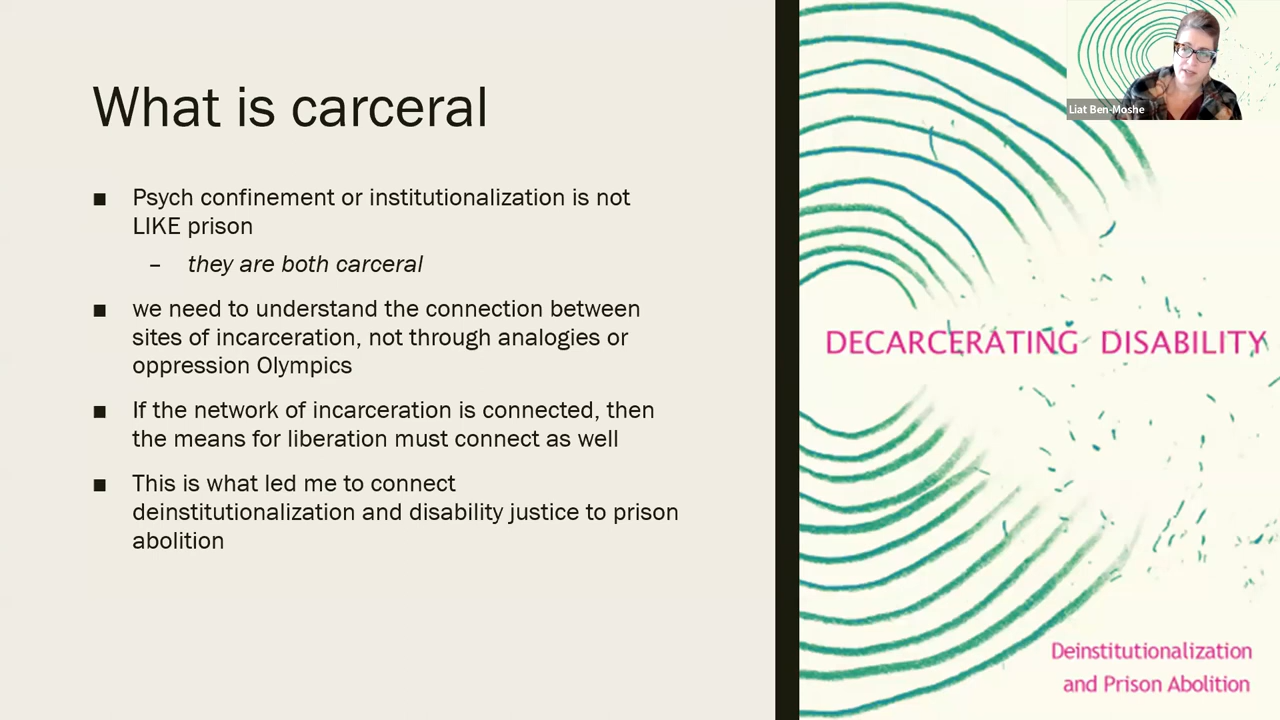 What is carceral
■ Psych confinement or institutionalization is not
LIKE prison
– they are both carceral
■ we need to understand the connection between
sites of incarceration, not through analogies or
oppression Olympics
■ If the network of incarceration is connected, then
the means for liberation must connect as well
■ This is what led me to connect
deinstitutionalization and disability justice to prison
abolition
Liat Ben-Moshe
DECARCERATING DISABILITY
Deinstitutionalization
and Prison Abolition